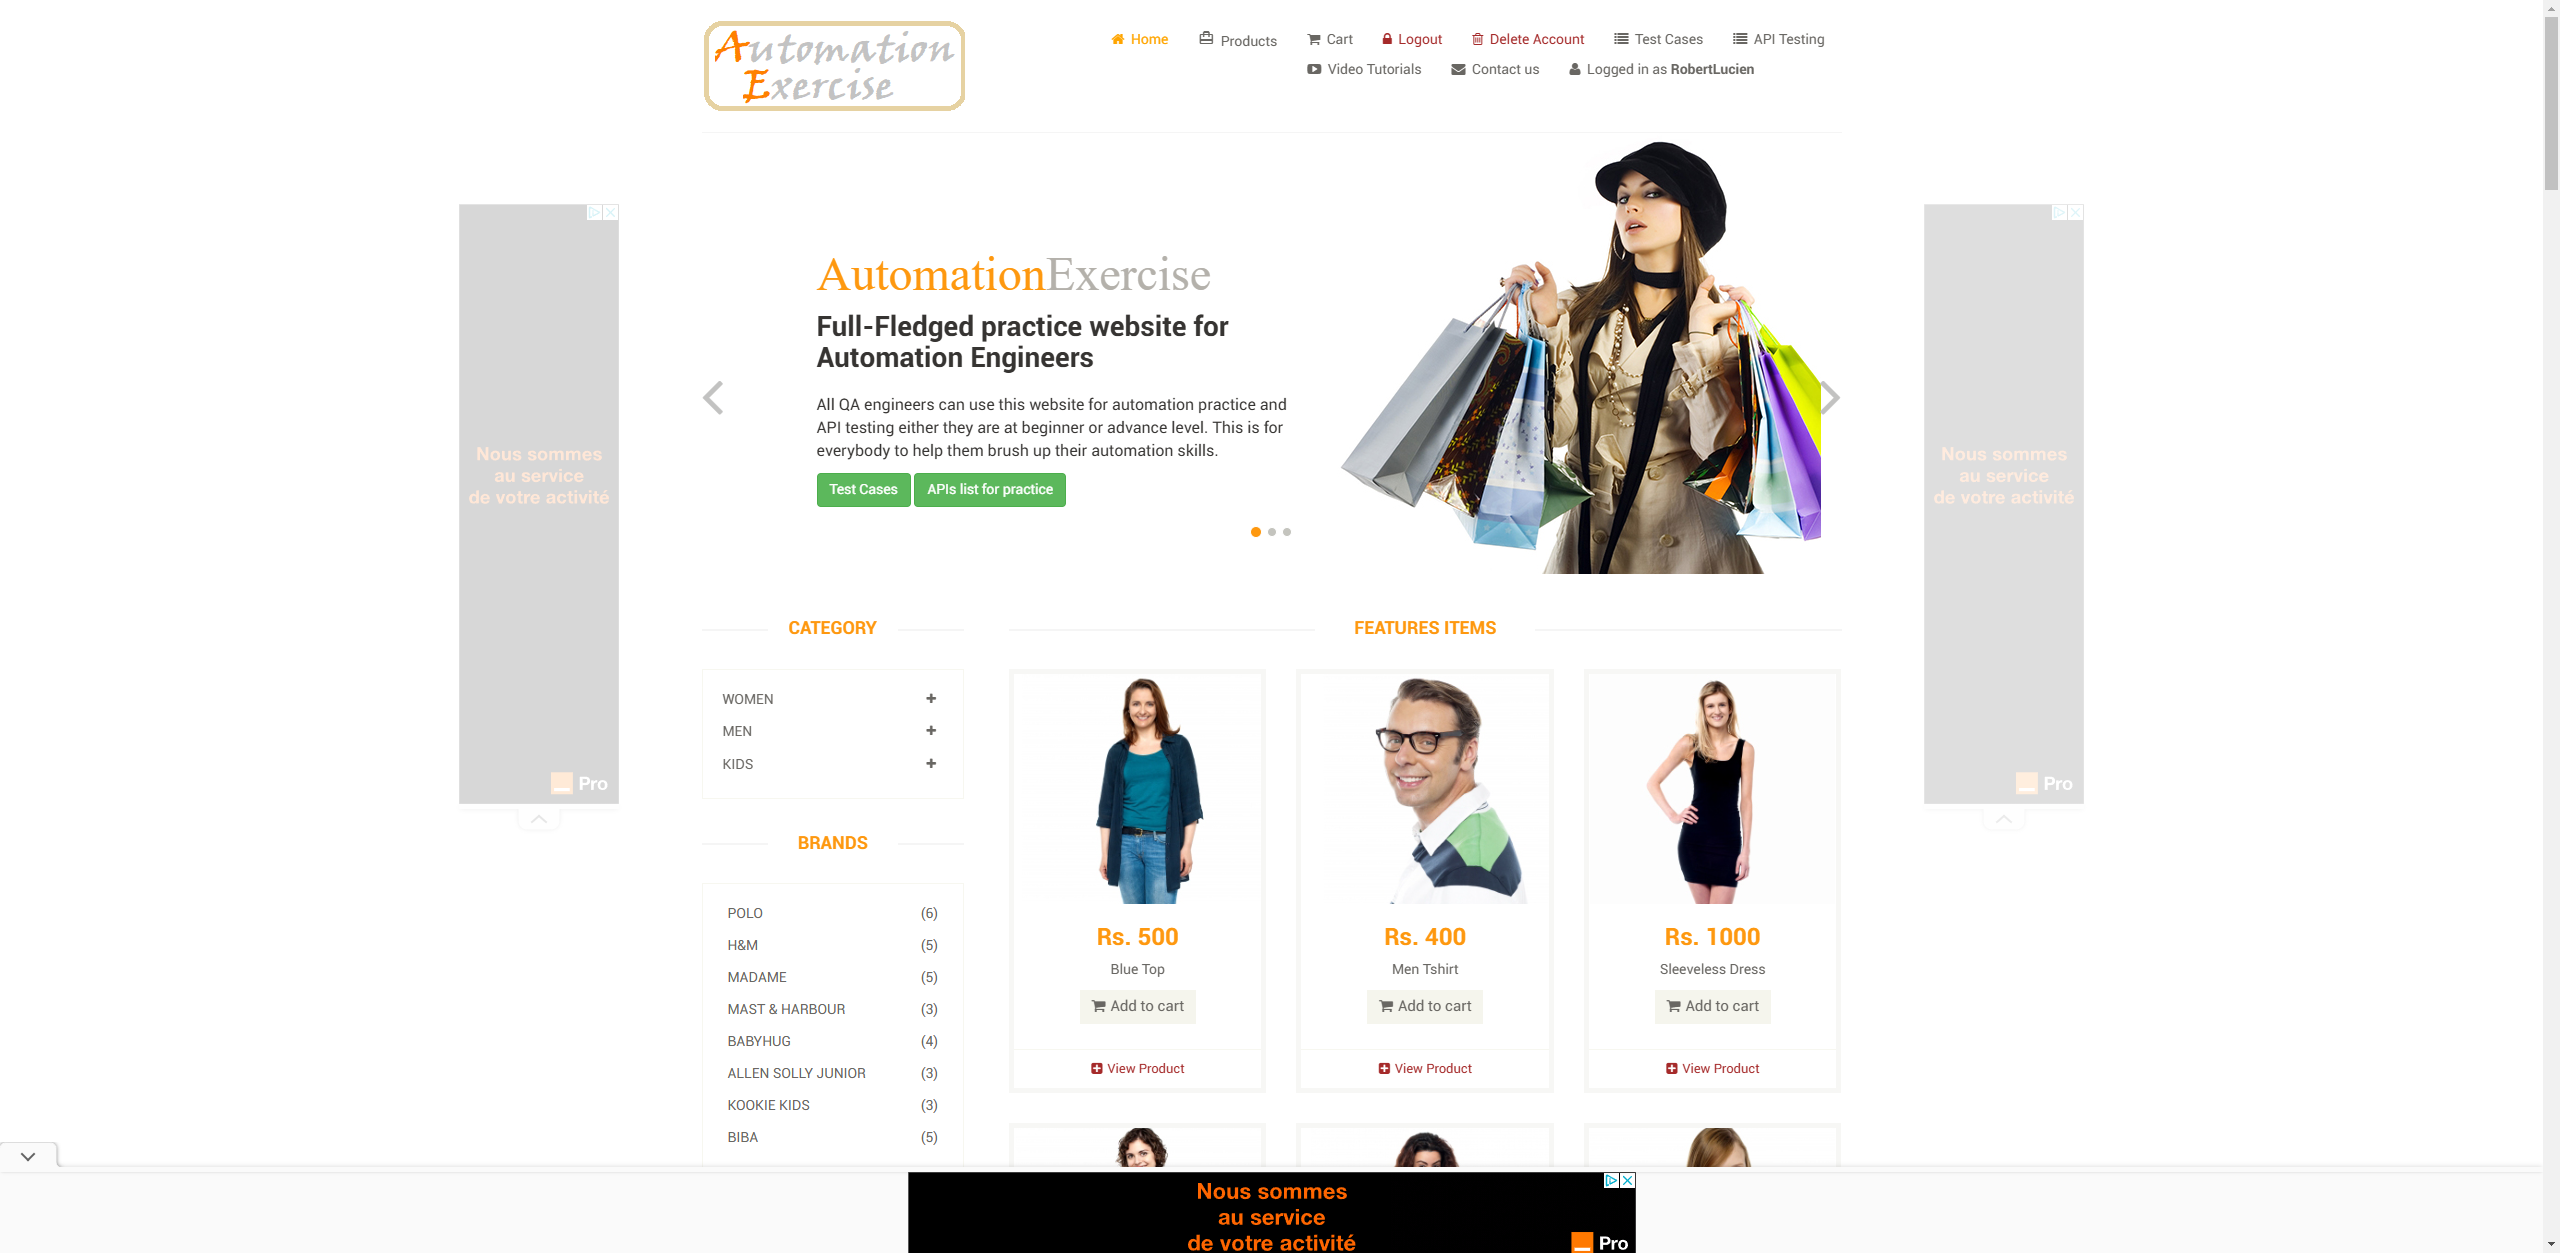 Automation
Exercise
Home
Products
Cart
Logout
Delete Account
Test Cases
API Testing
Video Tutorials
Contact us
Logged in as RobertLucien
AutomationExercise
Full-Fledged practice website for
Automation Engineers
All QA engineers can use this website for automation practice and
API testing either they are at beginner or advance level. This is for
everybody to help them brush up their automation skills.
Test Cases
APIs list for practice
Nous sommes
au service
de votre activité
Pro
Nous sommes
au service
de votre activité
Pro
CATEGORY
WOMEN
MEN
KIDS
BRANDS
POLO (6)
H&M (5)
MADAME (5)
MAST & HARBOUR (3)
BABYHUG (4)
ALLEN SOLLY JUNIOR (3)
KOOKIE KIDS (3)
BIBA (5)
FEATURES ITEMS
Rs. 500
Blue Top
Add to cart
View Product
Rs. 400
Men Tshirt
Add to cart
View Product
Rs. 1000
Sleeveless Dress
Add to cart
View Product
Nous sommes
au service
de votre activité
Pro